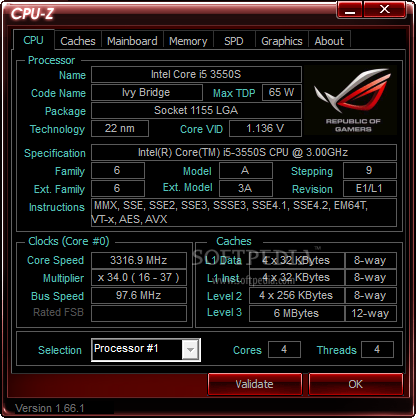 CPU-Z
CPU Caches Mainboard Memory SPD Graphics About
Processor
Name Intel Core i5 3550S
Code Name Ivy Bridge Max TDP 65 W
Package Socket 1155 LGA
Technology 22 nm Core VID 1.136 V
REPUBLIC OF
GAMERS
Specification Intel(R) Core(TM) i5-3550S CPU @ 3.00GHz
Family 6 Model A Stepping 9
Ext. Family 6 Ext. Model 3A Revision E1/L1
Instructions MMX, SSE, SSE2, SSE3, SSSE3, SSE4.1, SSE4.2, EM64T,
VT-x, AES, AVX
Clocks (Core #0)
Core Speed 3316.9 MHz
Multiplier x 34.0 ( 16 - 37 )
Bus Speed 97.6 MHz
Rated FSB
Caches
L1 Data 4 x 32 KBytes 8-way
L1 Inst. 4 x 32 KBytes 8-way
Level 2 4 x 256 KBytes 8-way
Level 3 6 MBytes 12-way
SOFTPEDIA
www.softpedia.com
Selection Processor #1 Cores 4 Threads 4
Validate OK
Version 1.66.1